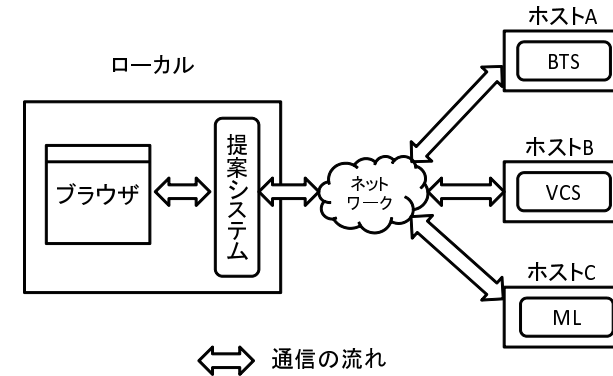 ローカル
ブラウザ
提案システム
ネット
ワーク
ホストA
BTS
ホストB
VCS
ホストC
ML
通信の流れ